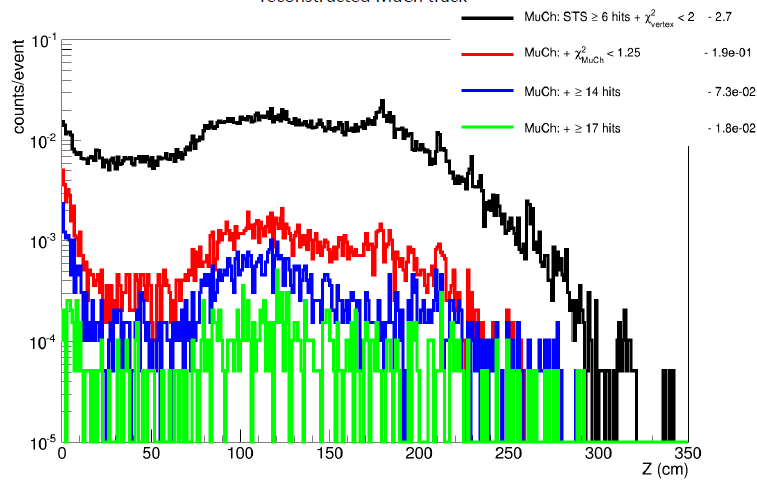 reconstructed MuCh track
MuCh: STS ≥ 6 hits + χ²vertex < 2 - 2.7
MuCh: + χ²MuCh < 1.25 - 1.9e-01
MuCh: + ≥ 14 hits - 7.3e-02
MuCh: + ≥ 17 hits - 1.8e-02
counts/event
10⁻¹
10⁻²
10⁻³
10⁻⁴
10⁻⁵
0 50 100 150 200 250 300 350
Z (cm)